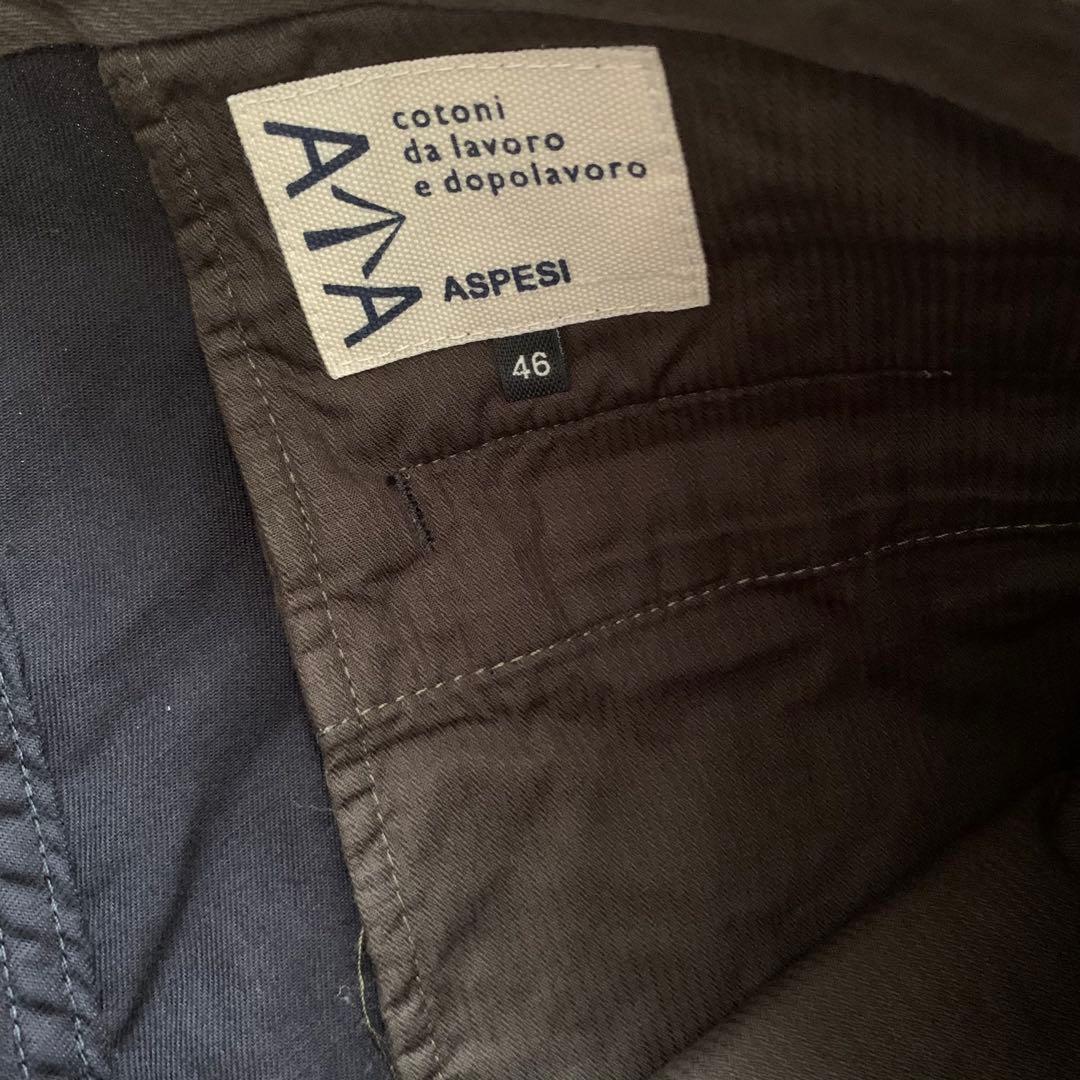 cotoni
da lavoro
e dopolavoro
ASPESI
46